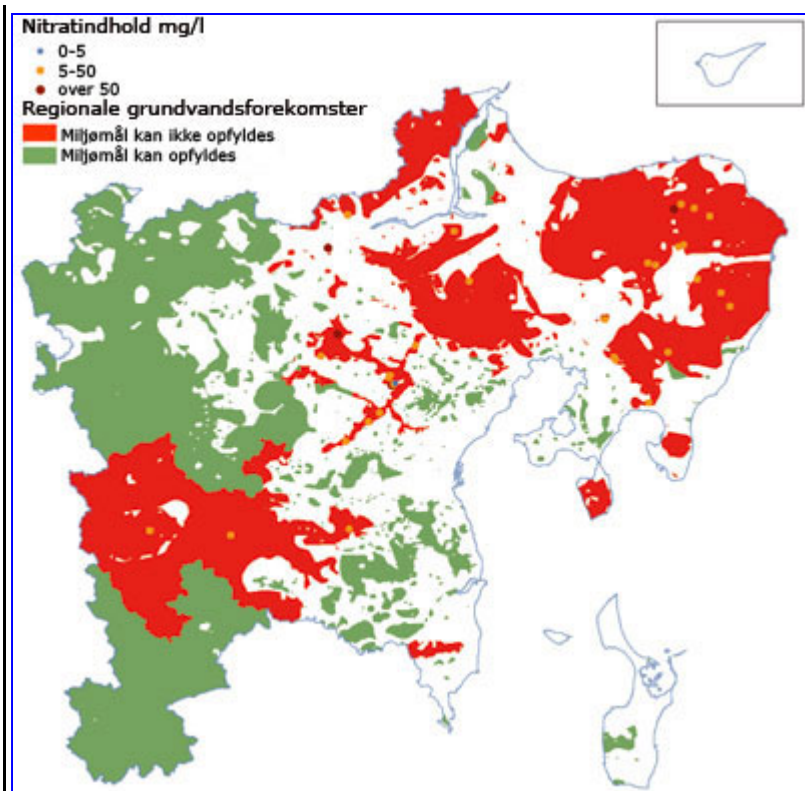 Nitratindhold mg/l
0-5
5-50
over 50
Regionale grundvandsforekomster
Miljømål kan ikke opfyldes
Miljømål kan opfyldes